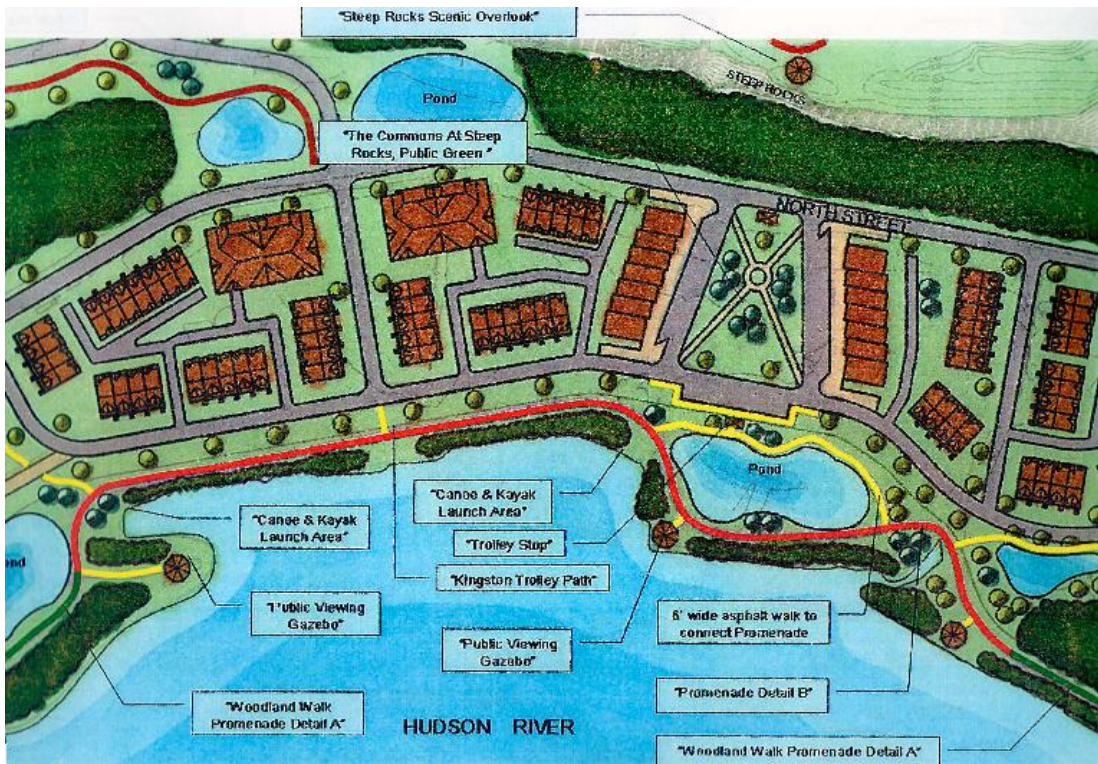 "Steep Rocks Scenic Overlook"
STEEP ROCKS
Pond
"The Commons At Steep
Rocks, Public Green "
NORTH STREET
Pond
"Canoe & Kayak
Launch Area"
"Canoe & Kayak
Launch Area"
"Trolley Stop"
"Kingston Trolley Path"
ond
"Public Viewing
Gazebo"
"Public Viewing
Gazebo"
6' wide asphalt walk to
connect Promenade
"Promenade Detail B"
"Woodland Walk
Promenade Detail A"
HUDSON RIVER
"Woodland Walk Promenade Detail A"